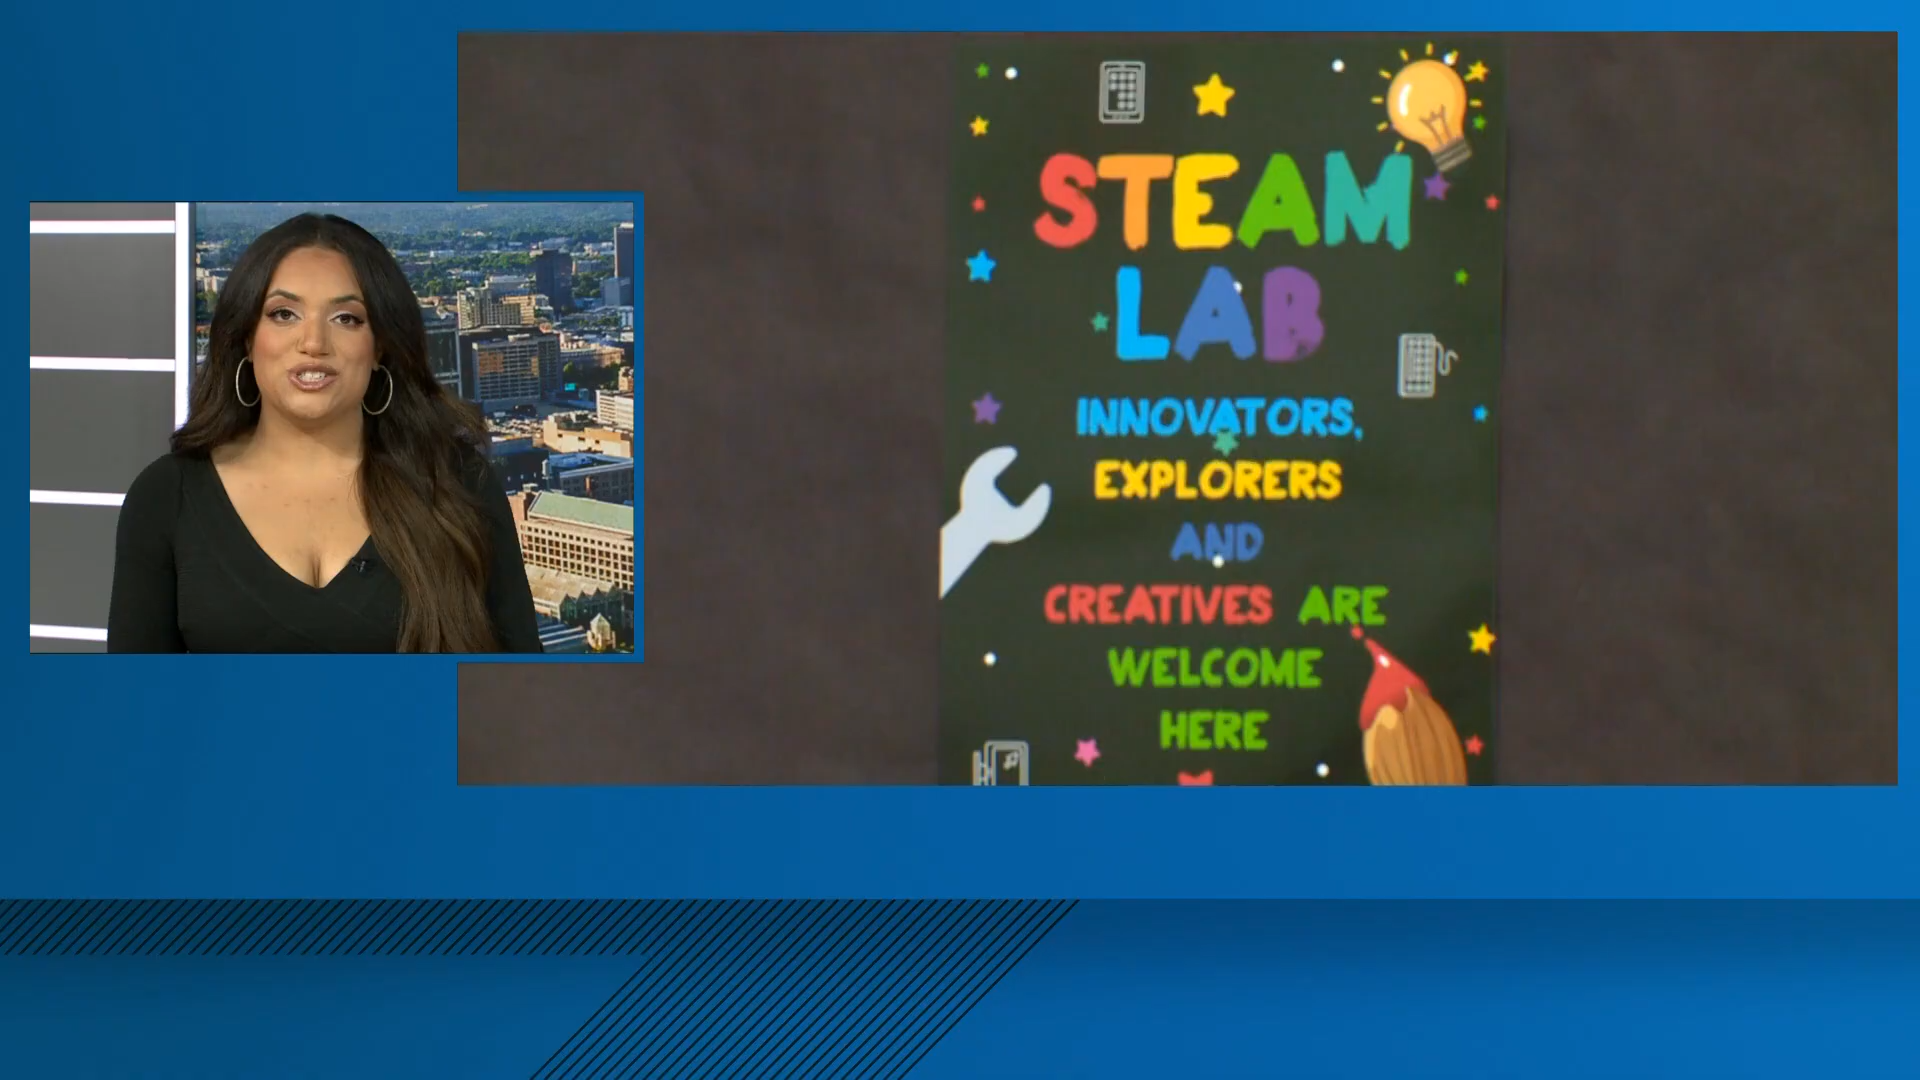 STEAM
LAB
INNOVATORS,
EXPLORERS
AND
CREATIVES ARE
WELCOME
HERE